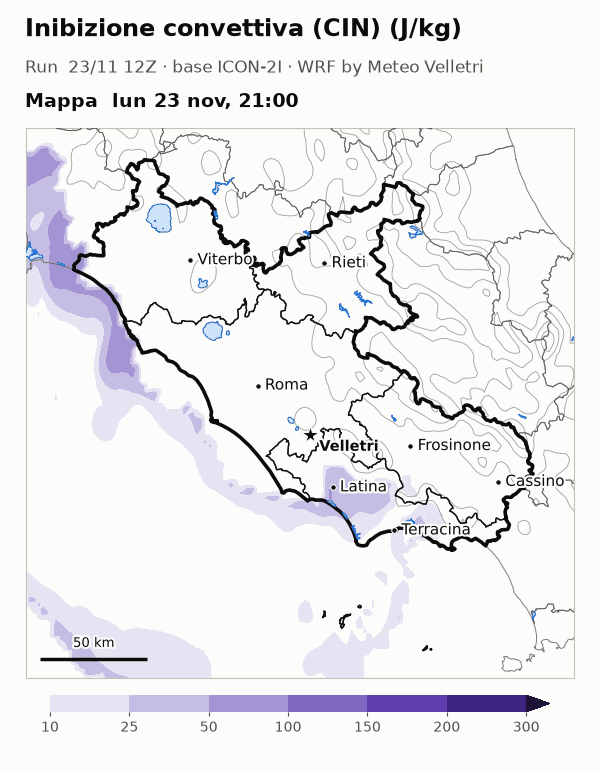 Inibizione convettiva (CIN) (J/kg)
Run  23/11 12Z · base ICON-2I · WRF by Meteo Velletri
Mappa  lun 23 nov, 21:00
Viterbo
Rieti
Roma
Velletri
Frosinone
Cassino
Latina
Terracina
50 km
10 25 50 100 150 200 300